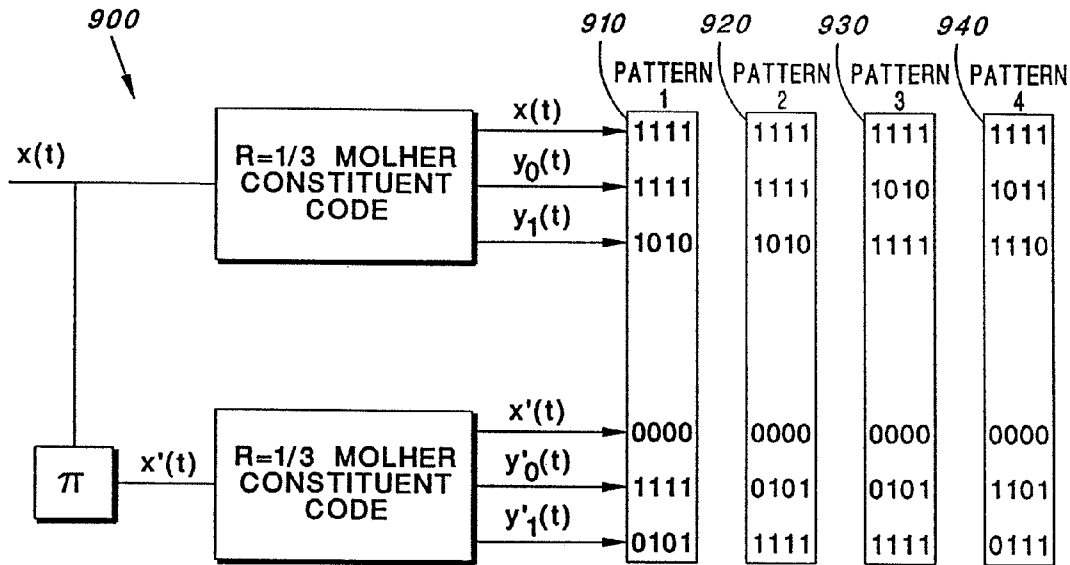 900
910
920
930
940
PATTERN 1
PATTERN 2
PATTERN 3
PATTERN 4
x(t)
R=1/3 MOLHER
CONSTITUENT
CODE
x(t)
1111
1111
1111
1111
y0(t)
1111
1111
1010
1011
y1(t)
1010
1010
1111
1110
π
x'(t)
R=1/3 MOLHER
CONSTITUENT
CODE
x'(t)
0000
0000
0000
0000
y'0(t)
1111
0101
0101
1101
y'1(t)
0101
1111
1111
0111